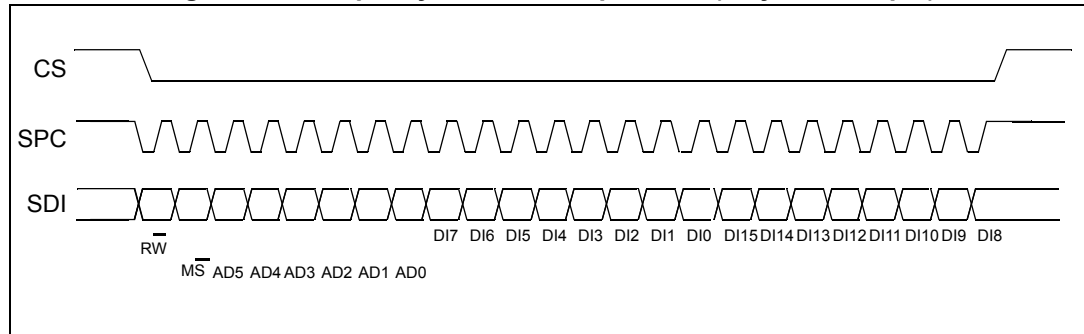 CS
SPC
SDI
DI7 DI6 DI5 DI4 DI3 DI2 DI1 DI0 DI15 DI14 DI13 DI12 DI11 DI10 DI9 DI8
RW
MS AD5 AD4 AD3 AD2 AD1 AD0